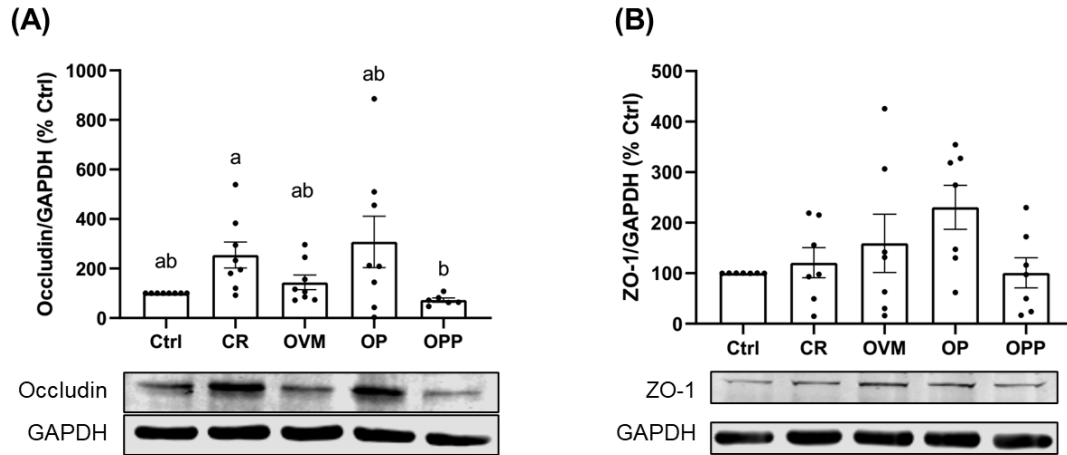 (A)
Occludin/GAPDH (% Ctrl)
1000
800
600
400
200
0
ab
a
ab
ab
b
Ctrl CR OVM OP OPP
Occludin
GAPDH
(B)
ZO-1/GAPDH (% Ctrl)
500
400
300
200
100
0
Ctrl CR OVM OP OPP
ZO-1
GAPDH